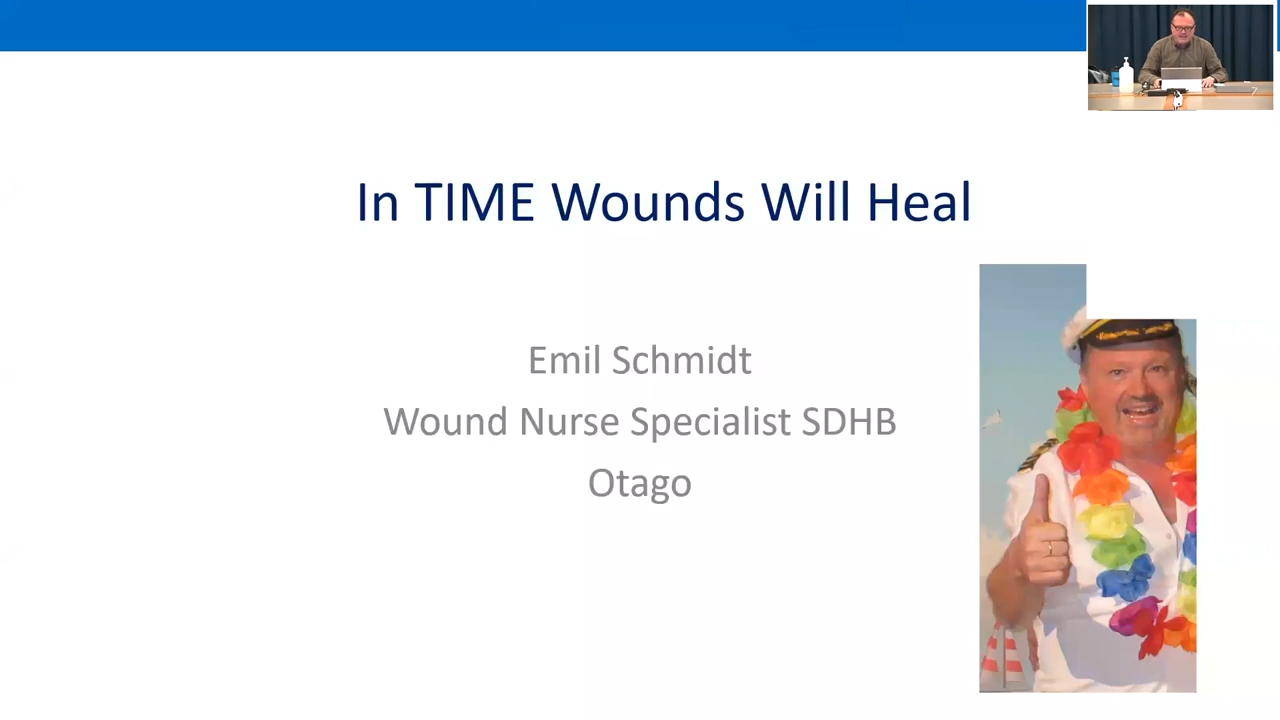 In TIME Wounds Will Heal
Emil Schmidt
Wound Nurse Specialist SDHB
Otago